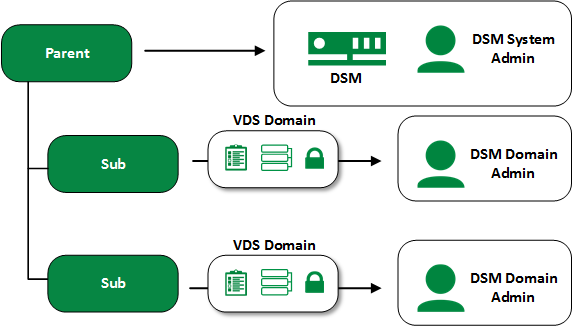 Parent
DSM
DSM System
Admin
VDS Domain
Sub
DSM Domain
Admin
VDS Domain
Sub
DSM Domain
Admin